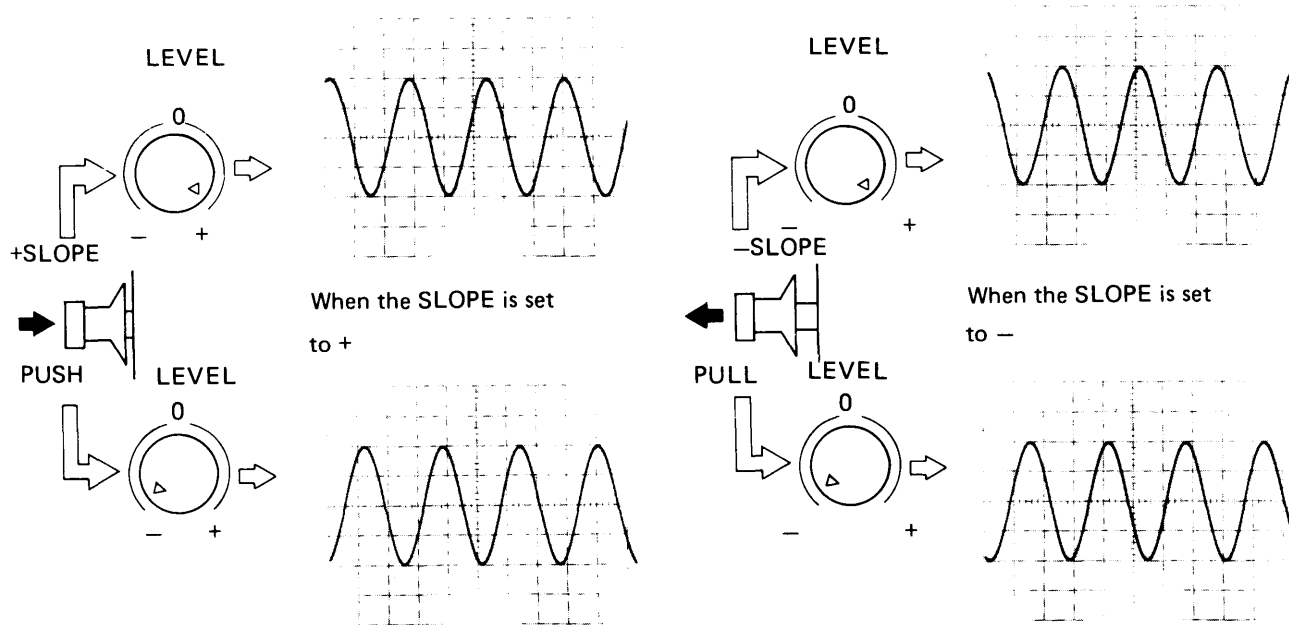 LEVEL
0
− +
+SLOPE
When the SLOPE is set
to +
PUSH
LEVEL
0
− +
LEVEL
0
− +
−SLOPE
When the SLOPE is set
to −
PULL
LEVEL
0
− +